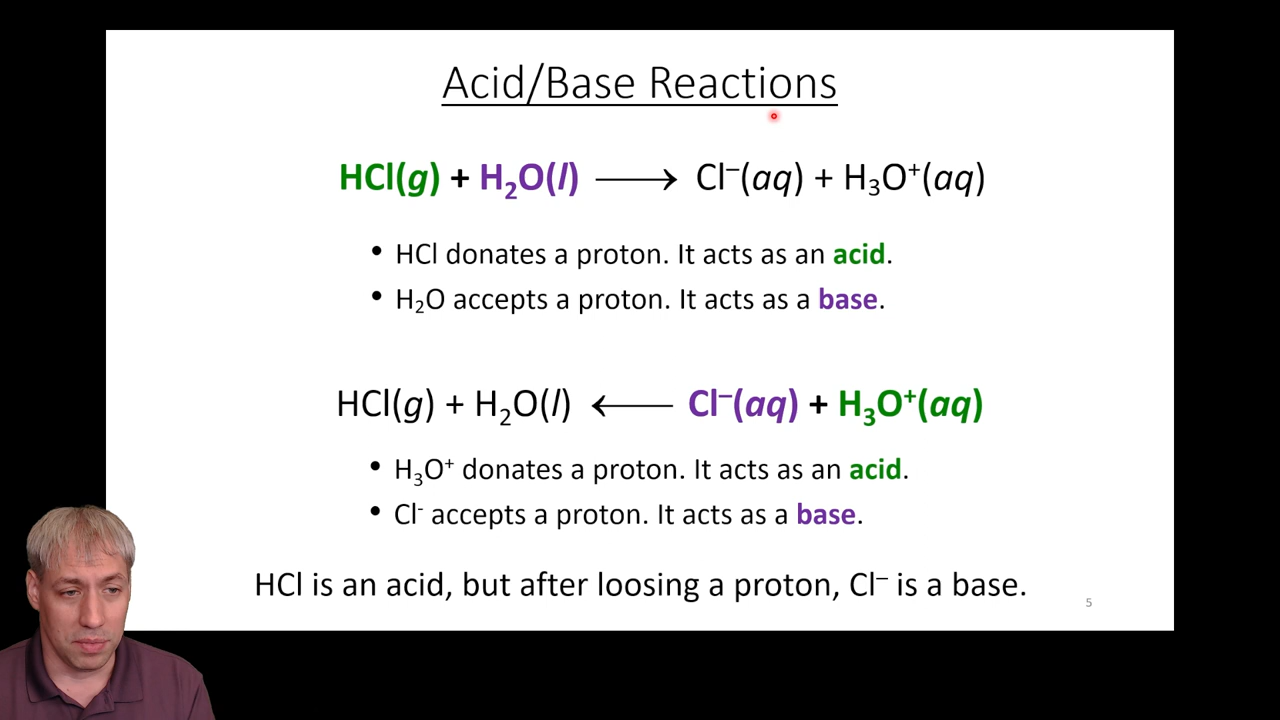 Acid/Base Reactions
HCl(g) + H₂O(l) ⟶ Cl⁻(aq) + H₃O⁺(aq)
• HCl donates a proton. It acts as an acid.
• H₂O accepts a proton. It acts as a base.
HCl(g) + H₂O(l) ⟵ Cl⁻(aq) + H₃O⁺(aq)
• H₃O⁺ donates a proton. It acts as an acid.
• Cl⁻ accepts a proton. It acts as a base.
HCl is an acid, but after loosing a proton, Cl⁻ is a base.
5